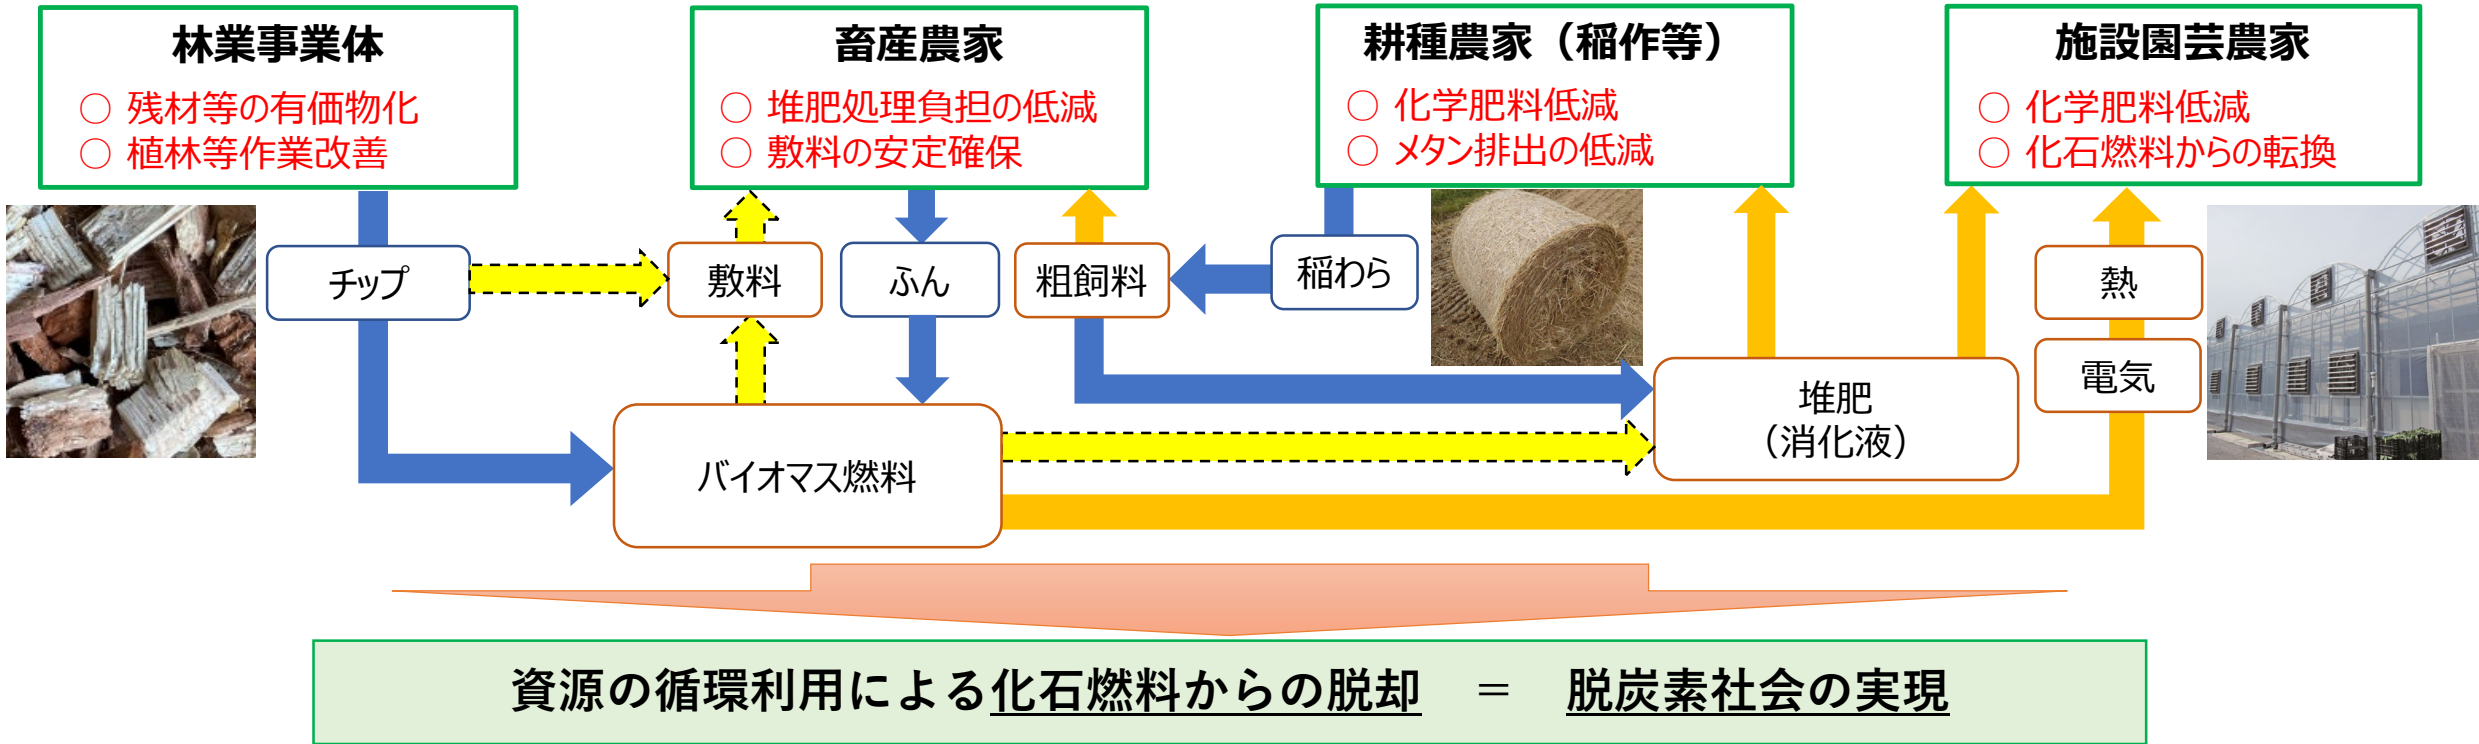 林業事業体
○ 残材等の有価物化
○ 植林等作業改善
畜産農家
○ 堆肥処理負担の低減
○ 敷料の安定確保
耕種農家（稲作等）
○ 化学肥料低減
○ メタン排出の低減
施設園芸農家
○ 化学肥料低減
○ 化石燃料からの転換
チップ
敷料
ふん
粗飼料
稲わら
熱
電気
堆肥
（消化液）
バイオマス燃料
資源の循環利用による化石燃料からの脱却　＝　脱炭素社会の実現